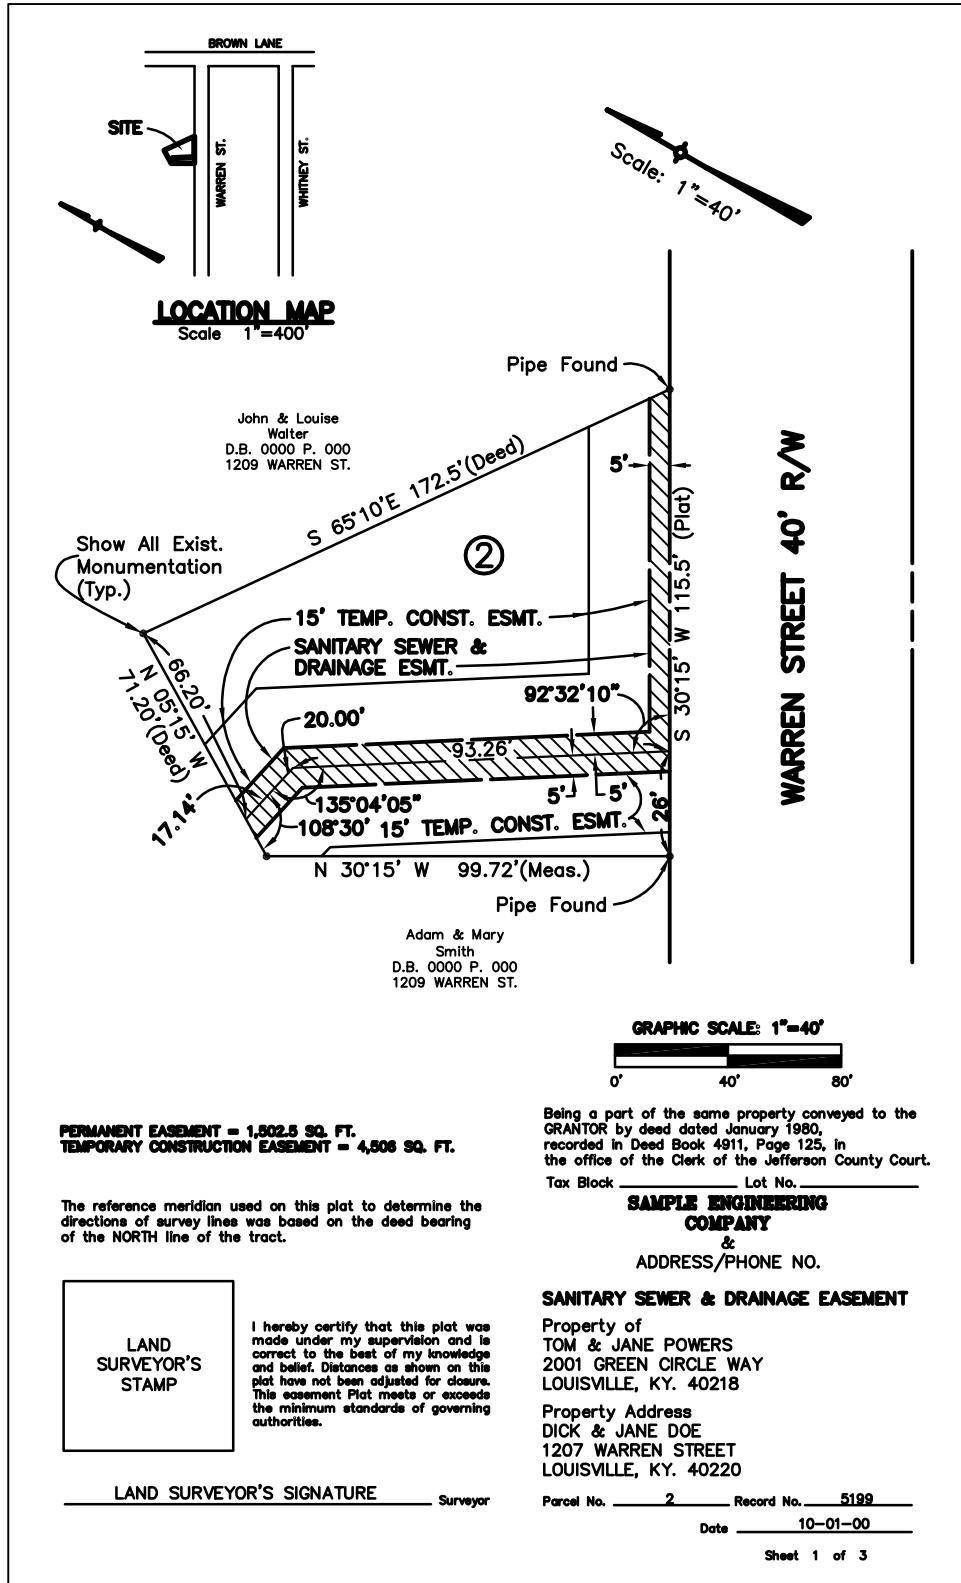 BROWN LANE
SITE
WARREN ST.
WHITNEY ST.
LOCATION MAP
Scale 1"=400'
Scale: 1"=40'
Pipe Found
John & Louise
Walter
D.B. 0000 P. 000
1209 WARREN ST.
S 65°10'E 172.5'(Deed)
5'
S 30°15' W 115.5' (Plat)
WARREN STREET 40' R/W
2
Show All Exist.
Monumentation
(Typ.)
15' TEMP. CONST. ESMT.
SANITARY SEWER &
DRAINAGE ESMT.
66.20'
N 05°15' W
71.20'(Deed)
92°32'10"
20.00'
93.26'
5'
5'
26'
17.14'
135°04'05"
108°30'
15' TEMP. CONST. ESMT.
N 30°15' W 99.72'(Meas.)
Pipe Found
Adam & Mary
Smith
D.B. 0000 P. 000
1209 WARREN ST.
GRAPHIC SCALE: 1"=40'
0' 40' 80'
PERMANENT EASEMENT = 1,502.5 SQ. FT.
TEMPORARY CONSTRUCTION EASEMENT = 4,506 SQ. FT.
Being a part of the same property conveyed to the
GRANTOR by deed dated January 1980,
recorded in Deed Book 4911, Page 125, in
the office of the Clerk of the Jefferson County Court.
Tax Block Lot No.
The reference meridian used on this plat to determine the
directions of survey lines was based on the deed bearing
of the NORTH line of the tract.
SAMPLE ENGINEERING
COMPANY
&
ADDRESS/PHONE NO.
LAND
SURVEYOR'S
STAMP
I hereby certify that this plat was
made under my supervision and is
correct to the best of my knowledge
and belief. Distances as shown on this
plat have not been adjusted for closure.
This easement Plat meets or exceeds
the minimum standards of governing
authorities.
LAND SURVEYOR'S SIGNATURE Surveyor
SANITARY SEWER & DRAINAGE EASEMENT
Property of
TOM & JANE POWERS
2001 GREEN CIRCLE WAY
LOUISVILLE, KY. 40218
Property Address
DICK & JANE DOE
1207 WARREN STREET
LOUISVILLE, KY. 40220
Parcel No. 2 Record No. 5199
Date 10-01-00
Sheet 1 of 3